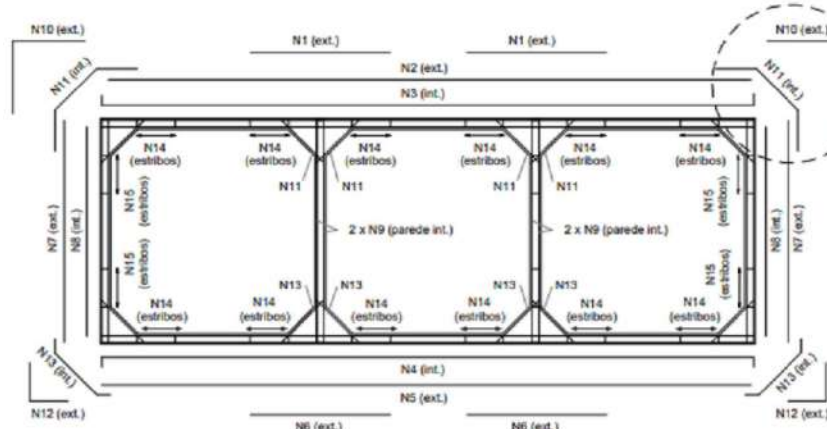 N10 (ext.)
N1 (ext.)
N1 (ext.)
N10 (ext.)
N2 (ext.)
N11 (int.)
N11 (int.)
N3 (int.)
N14
(estribos)
N14
(estribos)
N14
(estribos)
N14
(estribos)
N14
(estribos)
N14
(estribos)
N11
N11
N11
N11
N15
(estribos)
N15
(estribos)
N7 (ext.)
N8 (int.)
2 x N9 (parede int.)
2 x N9 (parede int.)
N8 (int.)
N7 (ext.)
N15
(estribos)
N15
(estribos)
N13
N13
N13
N13
N14
(estribos)
N14
(estribos)
N14
(estribos)
N14
(estribos)
N14
(estribos)
N14
(estribos)
N4 (int.)
N13 (int.)
N13 (int.)
N5 (ext.)
N12 (ext.)
N12 (ext.)
N6 (ext.)
N6 (ext.)